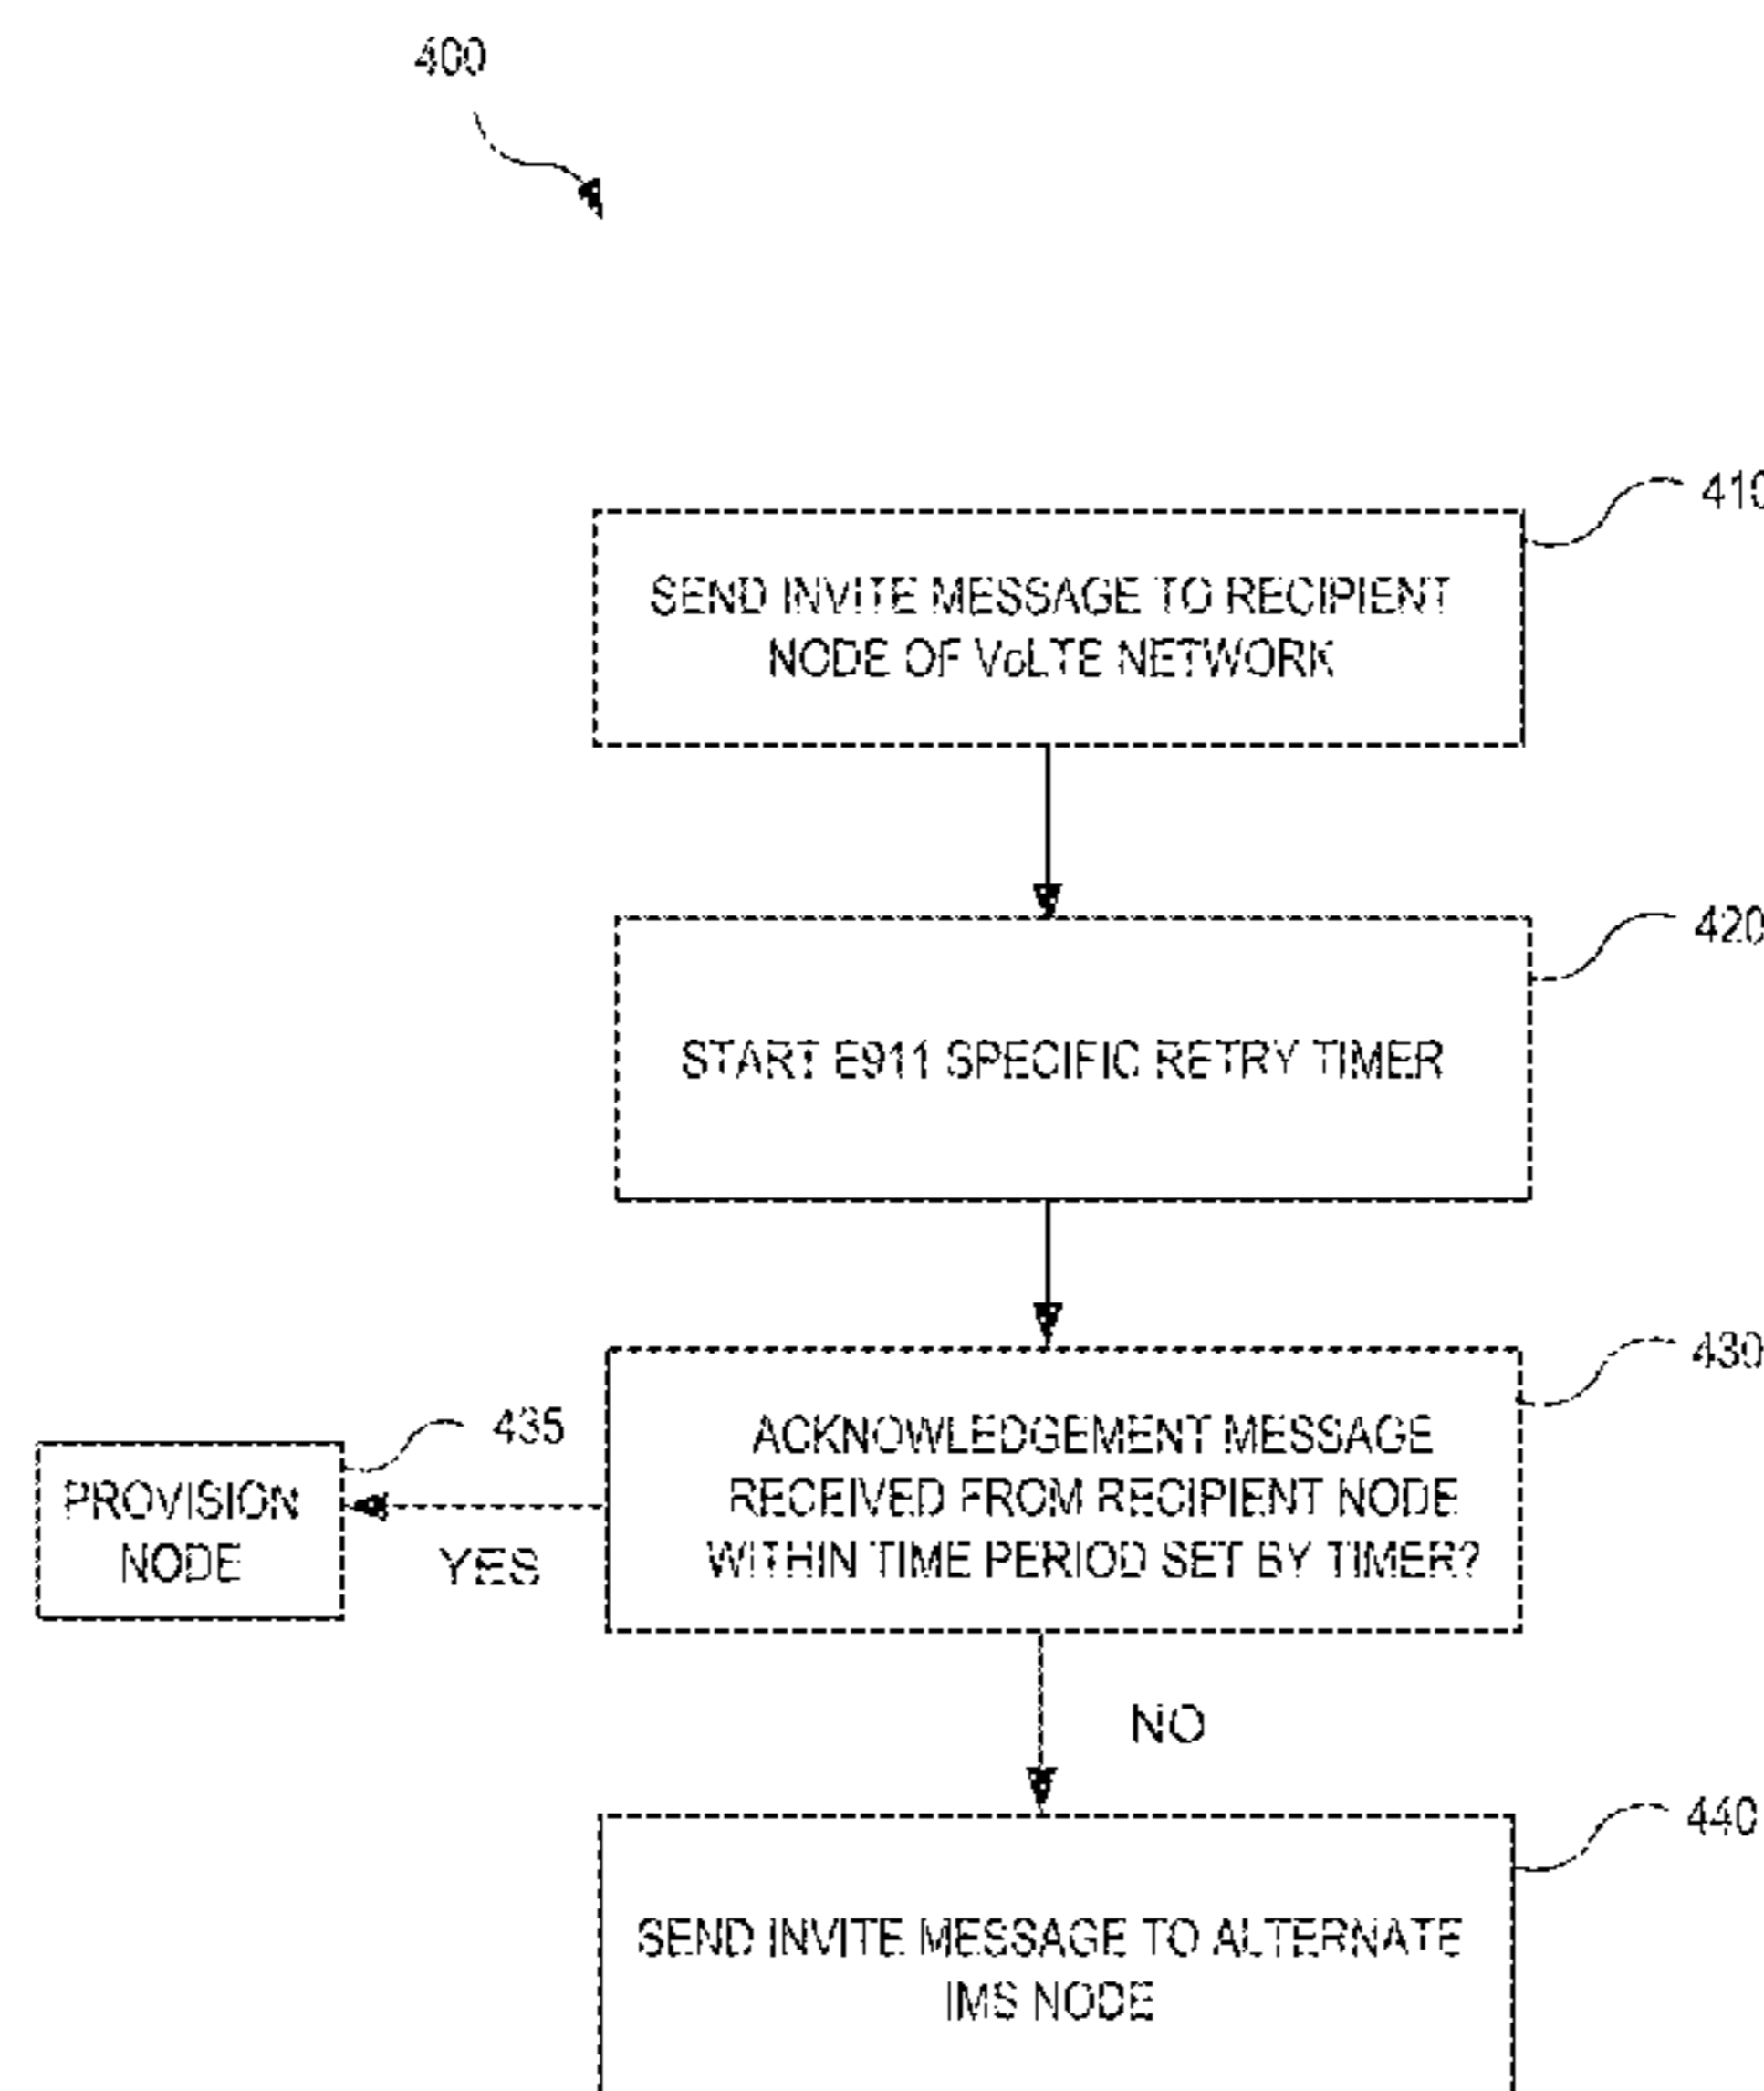 400
410
SEND INVITE MESSAGE TO RECIPIENT
NODE OF VoLTE NETWORK
420
START E911 SPECIFIC RETRY TIMER
430
ACKNOWLEDGEMENT MESSAGE
RECEIVED FROM RECIPIENT NODE
WITHIN TIME PERIOD SET BY TIMER?
435
PROVISION
NODE
YES
NO
440
SEND INVITE MESSAGE TO ALTERNATE
IMS NODE